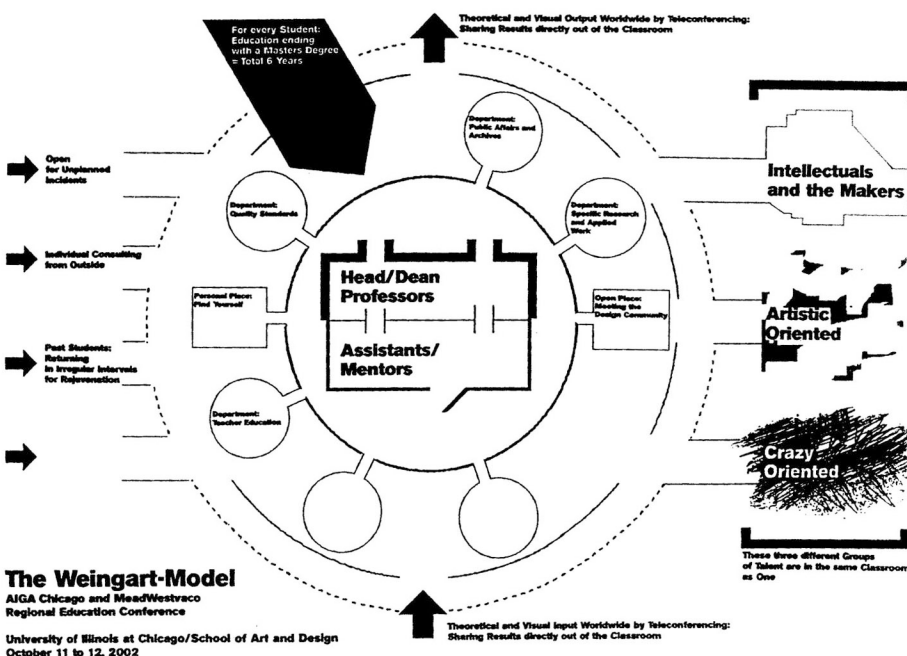 Theoretical and Visual Output Worldwide by Teleconferencing:
Sharing Results directly out of the Classroom
For every Student:
Education ending
with a Masters Degree
= Total 6 Years
Department:
Public Affairs and
Archives
Open
for Unplanned
Incidents
Intellectuals
and the Makers
Department:
Quality Standards
Department:
Specific Research
and Applied
Work
Individual Consulting
from Outside
Head/Dean
Professors
Personal Place:
Find Yourself
Open Place:
Meeting the
Design Community
Artistic
Oriented
Assistants/
Mentors
Past Students:
Returning
in Irregular Intervals
for Rejuvenation
Department:
Teacher Education
Crazy
Oriented
These three different Groups
of Talent are in the same Classroom
as One
The Weingart-Model
AIGA Chicago and MeadWestvaco
Regional Education Conference
University of Illinois at Chicago/School of Art and Design
October 11 to 12, 2002
Theoretical and Visual Input Worldwide by Teleconferencing:
Sharing Results directly out of the Classroom